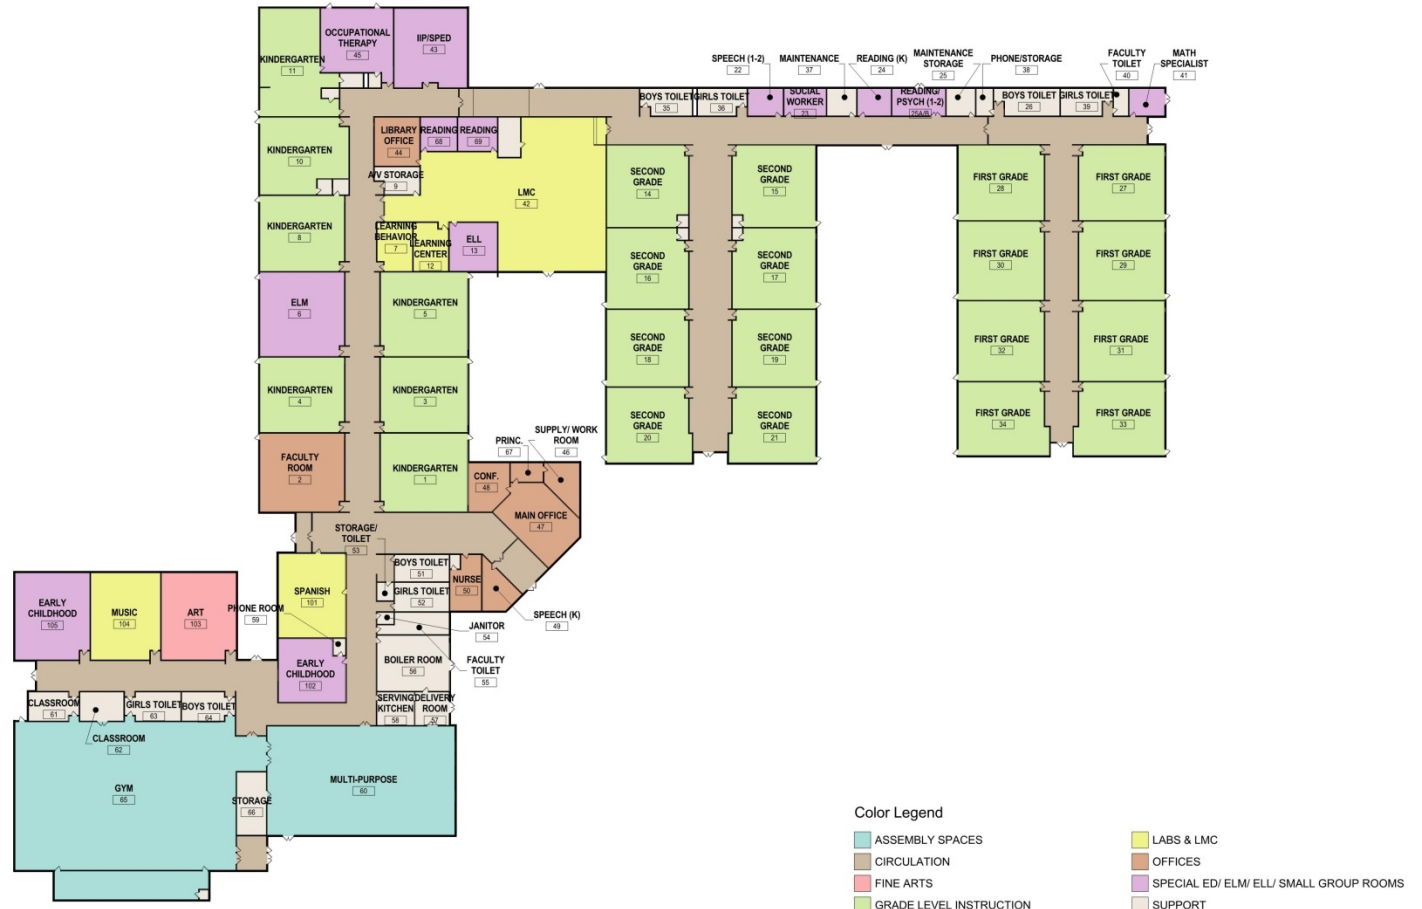 OCCUPATIONAL
THERAPY
45
IIP/SPED
43
KINDERGARTEN
11
SPEECH (1-2)
22
MAINTENANCE
37
READING (K)
24
MAINTENANCE
STORAGE
25
PHONE/STORAGE
38
FACULTY
TOILET
40
MATH
SPECIALIST
41
BOYS TOILET
35
GIRLS TOILET
36
SOCIAL
WORKER
23
READING/
PSYCH (1-2)
25A/B
BOYS TOILET
26
GIRLS TOILET
39
LIBRARY
OFFICE
44
READING
68
READING
69
KINDERGARTEN
10
A/V STORAGE
9
LMC
42
SECOND
GRADE
14
SECOND
GRADE
15
FIRST GRADE
28
FIRST GRADE
27
KINDERGARTEN
8
LEARNING
BEHAVIOR
7
LEARNING
CENTER
12
ELL
13
SECOND
GRADE
16
SECOND
GRADE
17
FIRST GRADE
30
FIRST GRADE
29
ELM
6
KINDERGARTEN
5
SECOND
GRADE
18
SECOND
GRADE
19
FIRST GRADE
32
FIRST GRADE
31
KINDERGARTEN
4
KINDERGARTEN
3
SECOND
GRADE
20
SECOND
GRADE
21
FIRST GRADE
34
FIRST GRADE
33
FACULTY
ROOM
2
KINDERGARTEN
1
PRINC.
67
SUPPLY/ WORK
ROOM
46
CONF.
48
MAIN OFFICE
47
STORAGE/
TOILET
53
BOYS TOILET
51
GIRLS TOILET
52
NURSE
50
SPEECH (K)
49
SPANISH
101
JANITOR
54
FACULTY
TOILET
55
EARLY
CHILDHOOD
105
MUSIC
104
ART
103
PHONE ROOM
59
EARLY
CHILDHOOD
102
BOILER ROOM
56
SERVING
KITCHEN
58
DELIVERY
ROOM
57
CLASSROOM
61
GIRLS TOILET
63
BOYS TOILET
64
CLASSROOM
62
GYM
65
STORAGE
66
MULTI-PURPOSE
60
Color Legend
ASSEMBLY SPACES
CIRCULATION
FINE ARTS
GRADE LEVEL INSTRUCTION
LABS & LMC
OFFICES
SPECIAL ED/ ELM/ ELL/ SMALL GROUP ROOMS
SUPPORT